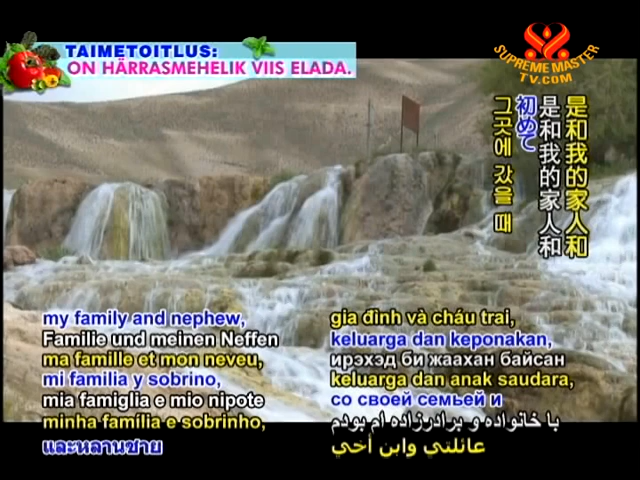 TAIMETOITLUS:
ON HÄRRASMEHELIK VIIS ELADA.
SUPREME MASTER
TV.COM
是和我的家人和
是和我的家人和
初めて
그곳에 갔을 때
my family and nephew,
Familie und meinen Neffen
ma famille et mon neveu,
mi familia y sobrino,
mia famiglia e mio nipote
minha família e sobrinho,
และหลานชาย
gia đình và cháu trai,
keluarga dan keponakan,
ирэхэд би жаахан байсан
keluarga dan anak saudara,
со своей семьей и
با خانواده و برادرزاده ام بودم
عائلتي وابن أخي